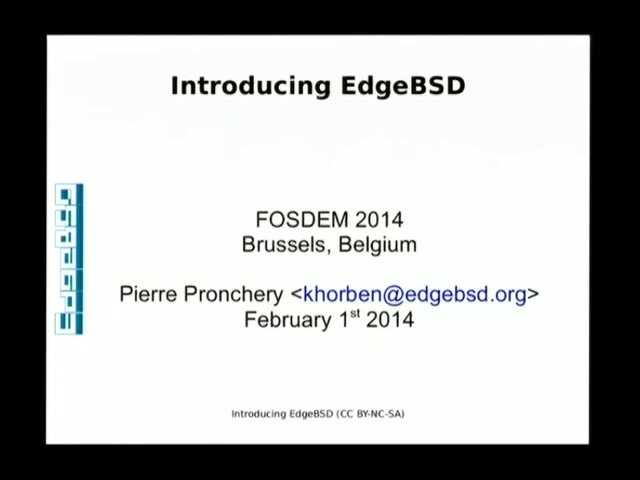 Introducing EdgeBSD
FOSDEM 2014
Brussels, Belgium
Pierre Pronchery <khorben@edgebsd.org>
February 1st 2014
Introducing EdgeBSD (CC BY-NC-SA)